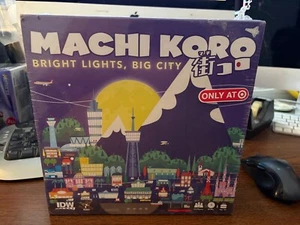 MACHI KORO
BRIGHT LIGHTS, BIG CITY
街コロ
ONLY AT
IDW